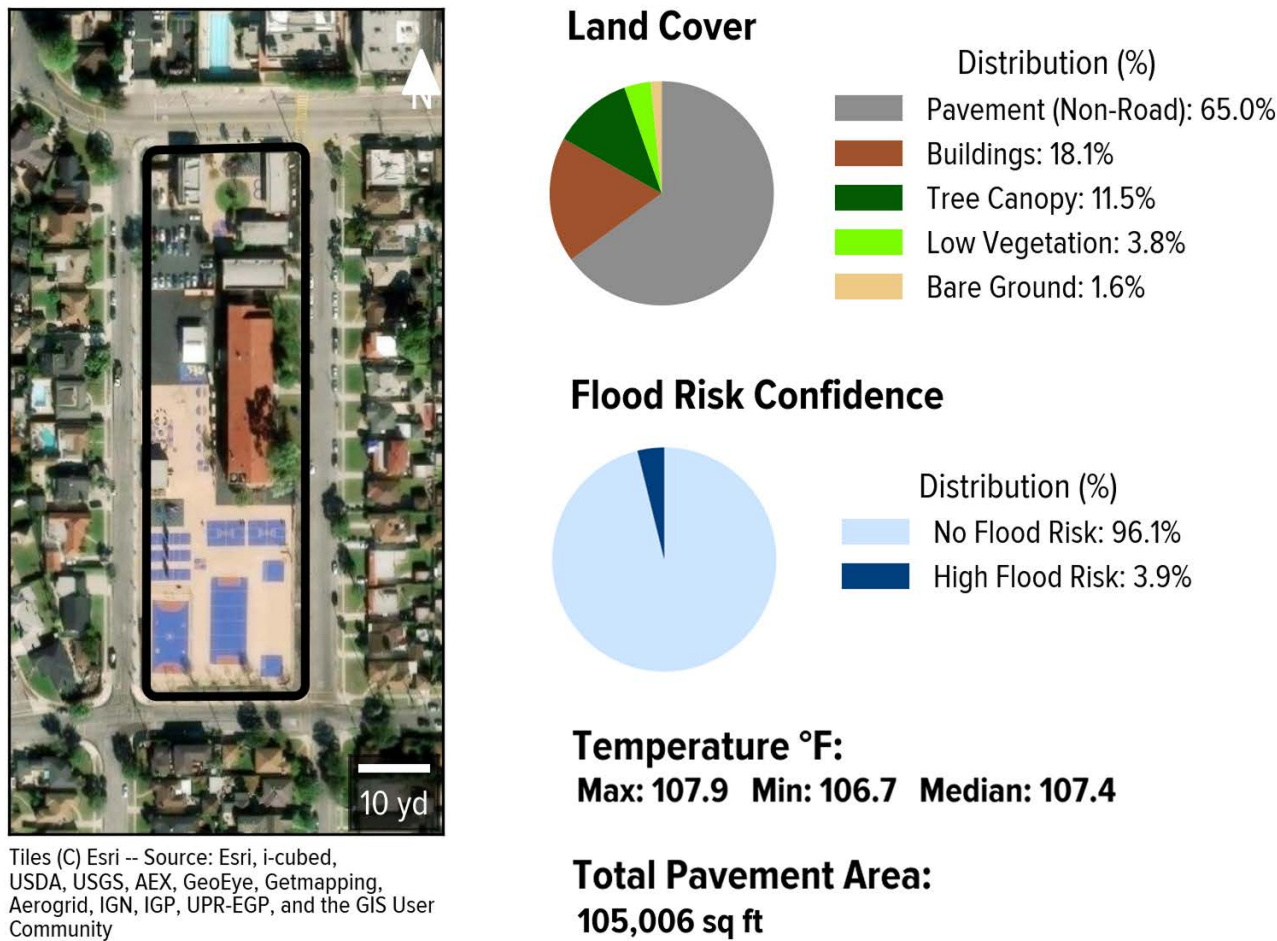 Land Cover
Distribution (%)
Pavement (Non-Road): 65.0%
Buildings: 18.1%
Tree Canopy: 11.5%
Low Vegetation: 3.8%
Bare Ground: 1.6%
N
Flood Risk Confidence
Distribution (%)
No Flood Risk: 96.1%
High Flood Risk: 3.9%
Temperature °F:
Max: 107.9 Min: 106.7 Median: 107.4
10 yd
Tiles (C) Esri -- Source: Esri, i-cubed,
USDA, USGS, AEX, GeoEye, Getmapping,
Aerogrid, IGN, IGP, UPR-EGP, and the GIS User
Community
Total Pavement Area:
105,006 sq ft